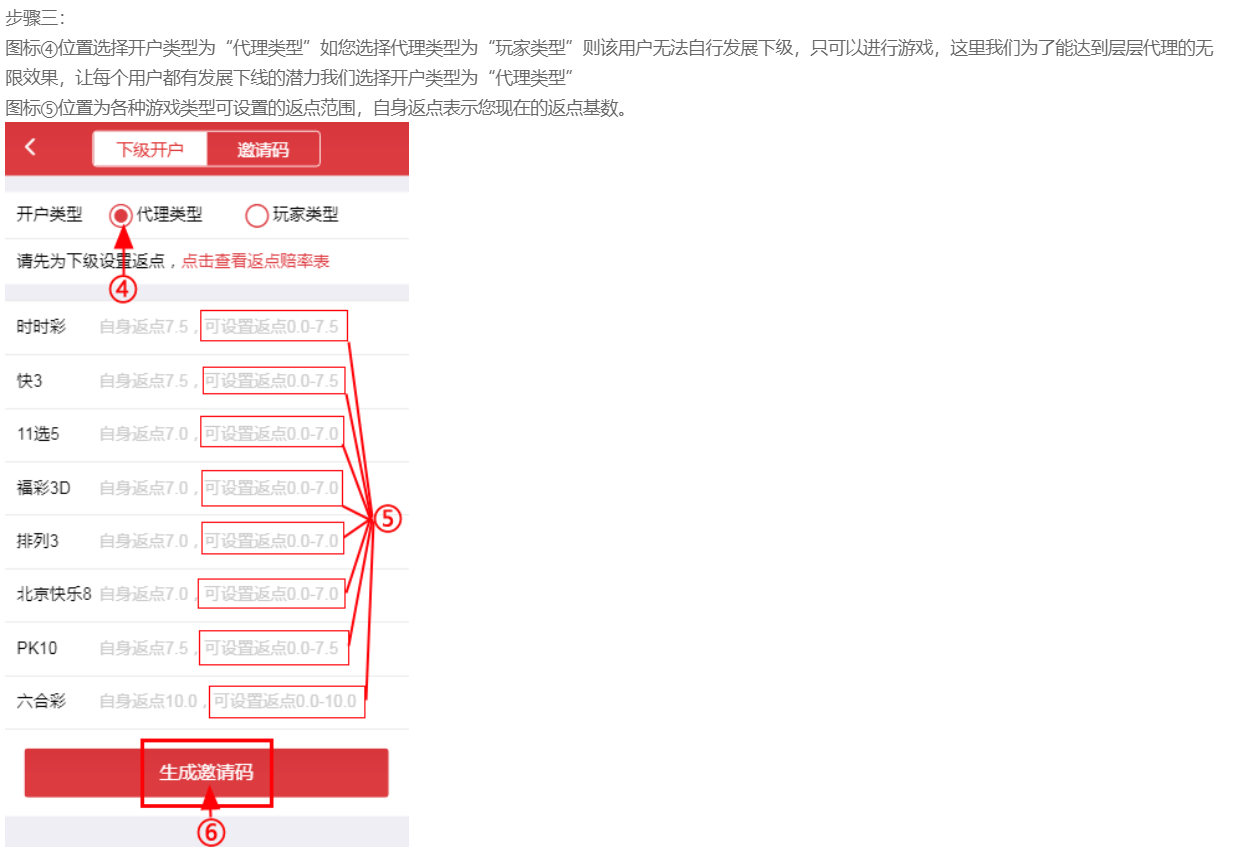 步骤三：
图标④位置选择开户类型为“代理类型”如您选择代理类型为“玩家类型”则该用户无法自行发展下级，只可以进行游戏，这里我们为了能达到层层代理的无
限效果，让每个用户都有发展下线的潜力我们选择开户类型为“代理类型”
图标⑤位置为各种游戏类型可设置的返点范围，自身返点表示您现在的返点基数。
下级开户 邀请码
开户类型 代理类型 玩家类型
请先为下级设置返点，点击查看返点赔率表
④
时时彩 自身返点7.5，可设置返点0.0-7.5
快3 自身返点7.5，可设置返点0.0-7.5
11选5 自身返点7.0，可设置返点0.0-7.0
福彩3D 自身返点7.0，可设置返点0.0-7.0
⑤
排列3 自身返点7.0，可设置返点0.0-7.0
北京快乐8 自身返点7.0，可设置返点0.0-7.0
PK10 自身返点7.5，可设置返点0.0-7.5
六合彩 自身返点10.0，可设置返点0.0-10.0
生成邀请码
⑥